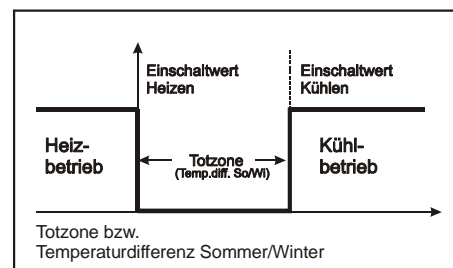 Einschaltwert
Heizen
Einschaltwert
Kühlen
Heiz-
betrieb
Totzone
(Temp.diff. So/Wi)
Kühl-
betrieb
Totzone bzw.
Temperaturdifferenz Sommer/Winter